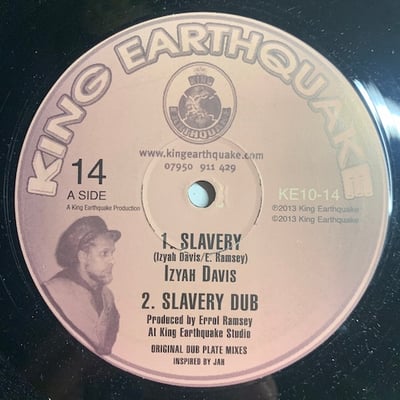 KING EARTHQUAKE
KING
EARTHQUAKE
www.kingearthquake.com
07950 911 429
14
A SIDE
A King Earthquake Production
KE10-14
℗2013 King Earthquake
©2013 King Earthquake
1. SLAVERY
(Izyah Davis/E. Ramsey)
IZYAH DAVIS
2. SLAVERY DUB
Produced by Errol Ramsey
At King Earthquake Studio
ORIGINAL DUB PLATE MIXES
INSPIRED BY JAH